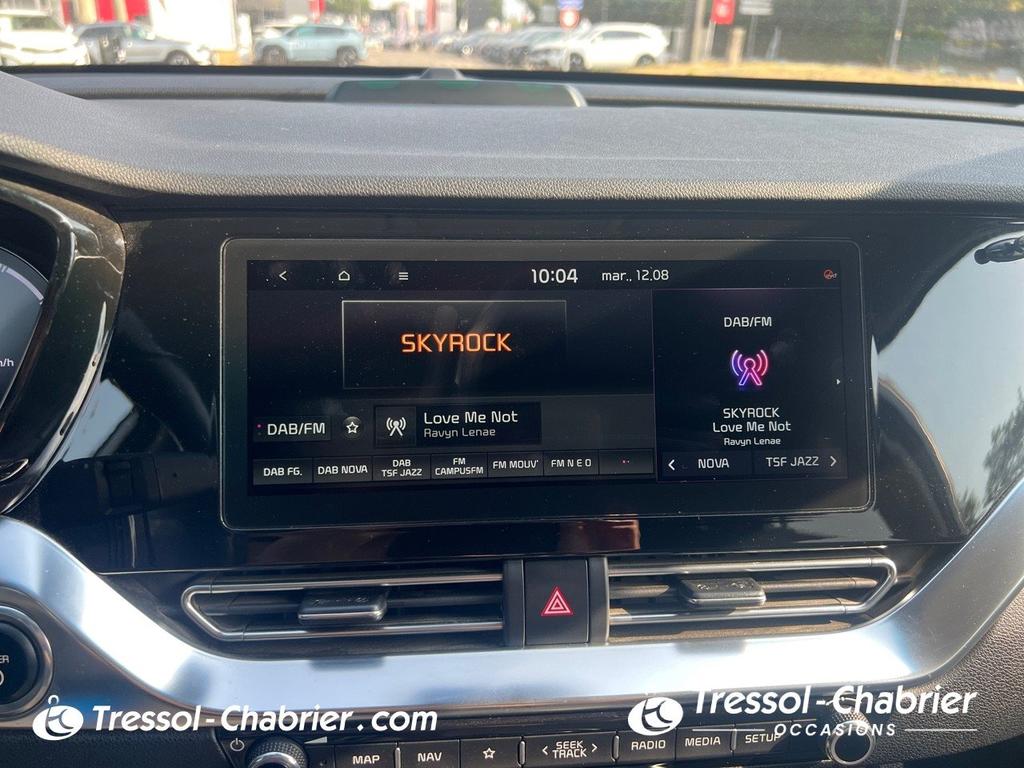 10:04 mar., 12.08
SKYROCK
DAB/FM
Love Me Not
Ravyn Lenae
DAB FG.
DAB NOVA
DAB
TSF JAZZ
FM
CAMPUSFM
FM MOUV'
FM N E O
DAB/FM
SKYROCK
Love Me Not
Ravyn Lenae
NOVA
TSF JAZZ
Tressol-Chabrier.com
Tressol-Chabrier
OCCASIONS
MAP
NAV
SEEK
TRACK
RADIO
MEDIA
SETUP